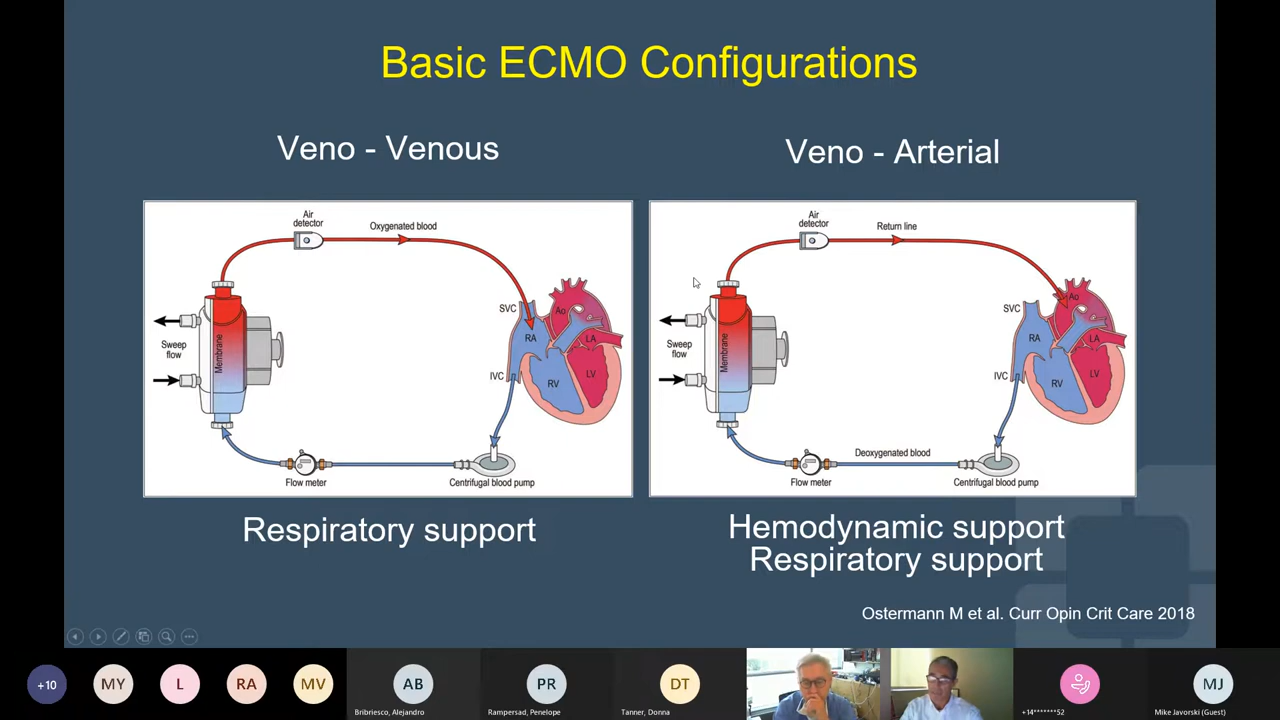 Basic ECMO Configurations
Veno - Venous
Veno - Arterial
Air
detector
Oxygenated blood
SVC
Ao
RA
LA
Sweep
flow
Membrane
IVC
RV
LV
Flow meter
Centrifugal blood pump
Air
detector
Return line
SVC
Ao
RA
LA
Sweep
flow
Membrane
IVC
RV
LV
Deoxygenated blood
Flow meter
Centrifugal blood pump
Respiratory support
Hemodynamic support
Respiratory support
Ostermann M et al. Curr Opin Crit Care 2018
+10
MY
L
RA
MV
AB
PR
DT
MJ
Bribriesco, Alejandro
Rampersad, Penelope
Tanner, Donna
+14*******52
Mike Javorski (Guest)